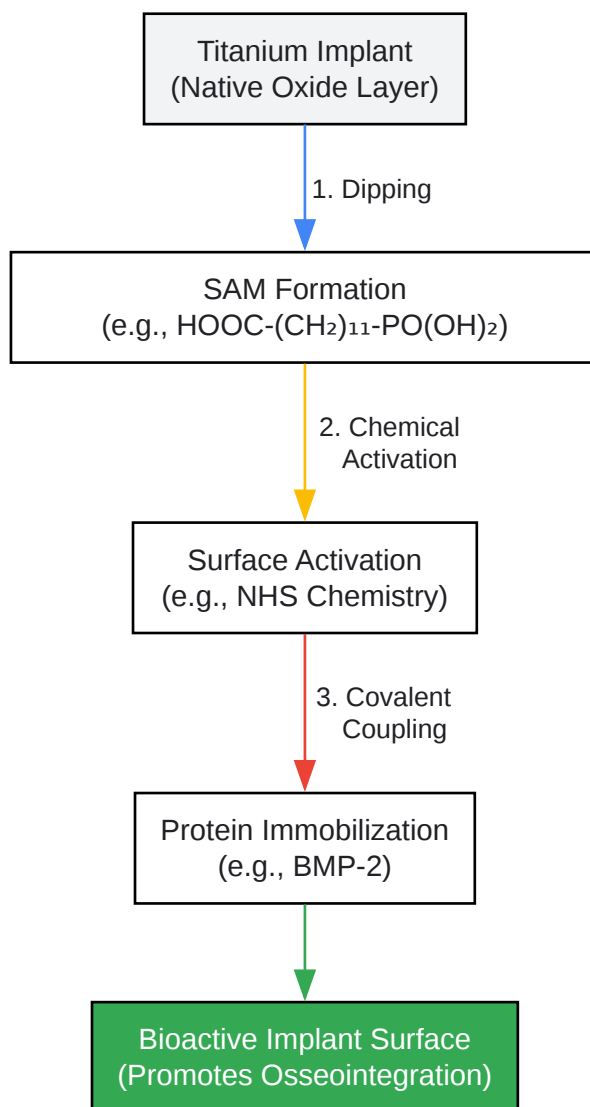 Titanium Implant
(Native Oxide Layer)
1. Dipping
SAM Formation
(e.g., HOOC-(CH₂)₁₁-PO(OH)₂)
2. Chemical
Activation
Surface Activation
(e.g., NHS Chemistry)
3. Covalent
Coupling
Protein Immobilization
(e.g., BMP-2)
Bioactive Implant Surface
(Promotes Osseointegration)